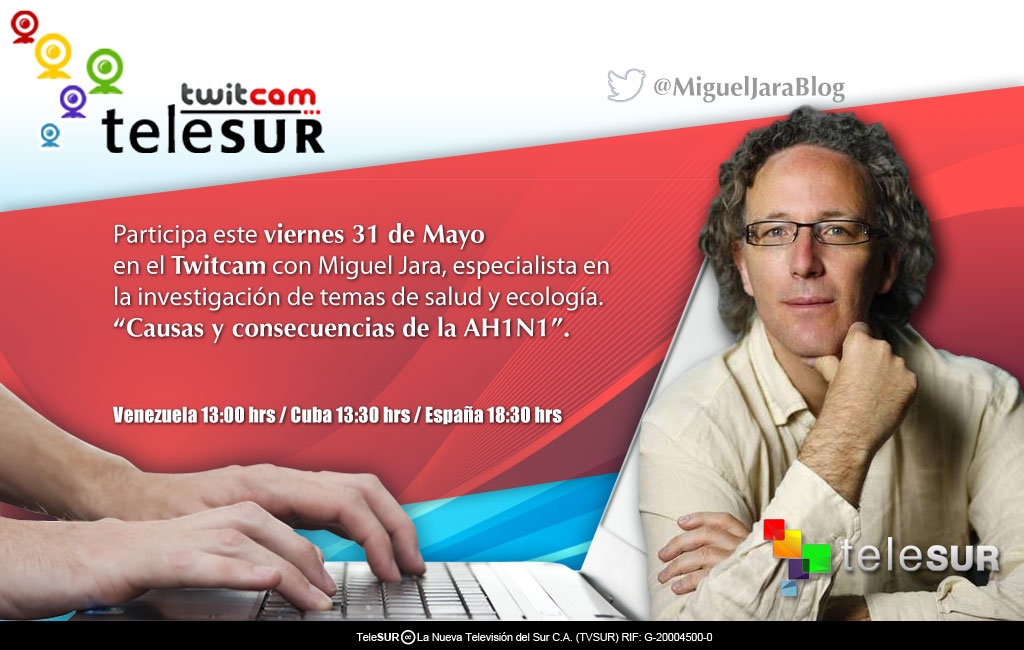 twitcam
teleSUR
@MiguelJaraBlog
Participa este viernes 31 de Mayo
en el Twitcam con Miguel Jara, especialista en
la investigación de temas de salud y ecología.
“Causas y consecuencias de la AH1N1”.
Venezuela 13:00 hrs / Cuba 13:30 hrs / España 18:30 hrs
teleSUR
TeleSUR cc La Nueva Televisión del Sur C.A. (TVSUR) RIF: G-20004500-0